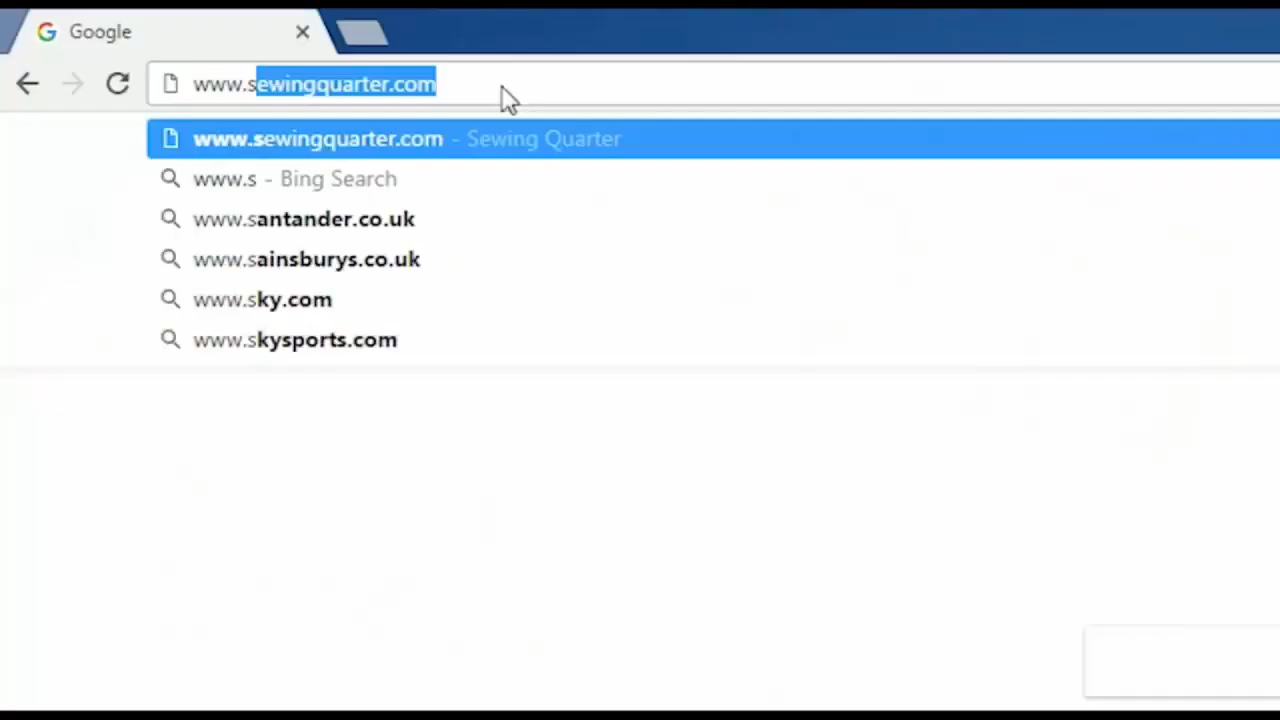 Google
www.sewingquarter.com
www.sewingquarter.com - Sewing Quarter
www.s - Bing Search
www.santander.co.uk
www.sainsburys.co.uk
www.sky.com
www.skysports.com